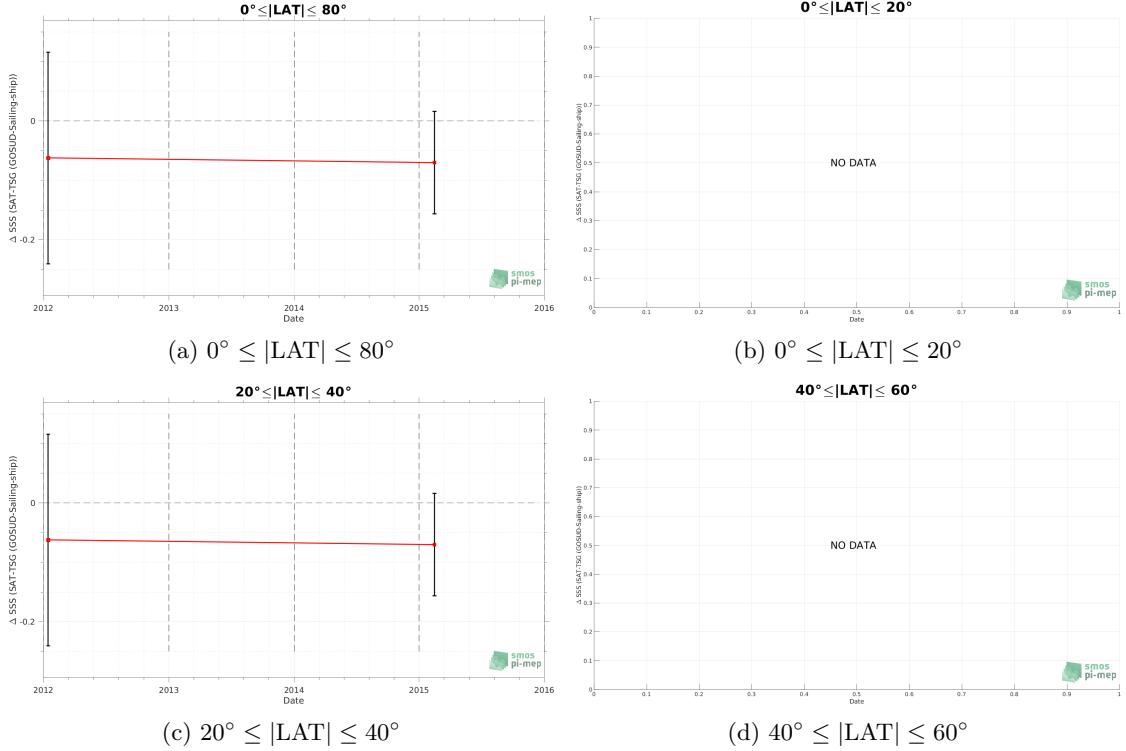 0°≤|LAT|≤ 80°
Δ SSS (SAT-TSG (GOSUD-Sailing-ship))
0
-0.2
2012 2013 2014 2015 2016
Date
smos
pi-mep
(a) 0° ≤ |LAT| ≤ 80°
0°≤|LAT|≤ 20°
Δ SSS (SAT-TSG (GOSUD-Sailing-ship))
1
0.9
0.8
0.7
0.6
0.5
0.4
0.3
0.2
0.1
0
NO DATA
0 0.1 0.2 0.3 0.4 0.5 0.6 0.7 0.8 0.9 1
Date
smos
pi-mep
(b) 0° ≤ |LAT| ≤ 20°
20°≤|LAT|≤ 40°
Δ SSS (SAT-TSG (GOSUD-Sailing-ship))
0
-0.2
2012 2013 2014 2015 2016
Date
smos
pi-mep
(c) 20° ≤ |LAT| ≤ 40°
40°≤|LAT|≤ 60°
Δ SSS (SAT-TSG (GOSUD-Sailing-ship))
1
0.9
0.8
0.7
0.6
0.5
0.4
0.3
0.2
0.1
0
NO DATA
0 0.1 0.2 0.3 0.4 0.5 0.6 0.7 0.8 0.9 1
Date
smos
pi-mep
(d) 40° ≤ |LAT| ≤ 60°